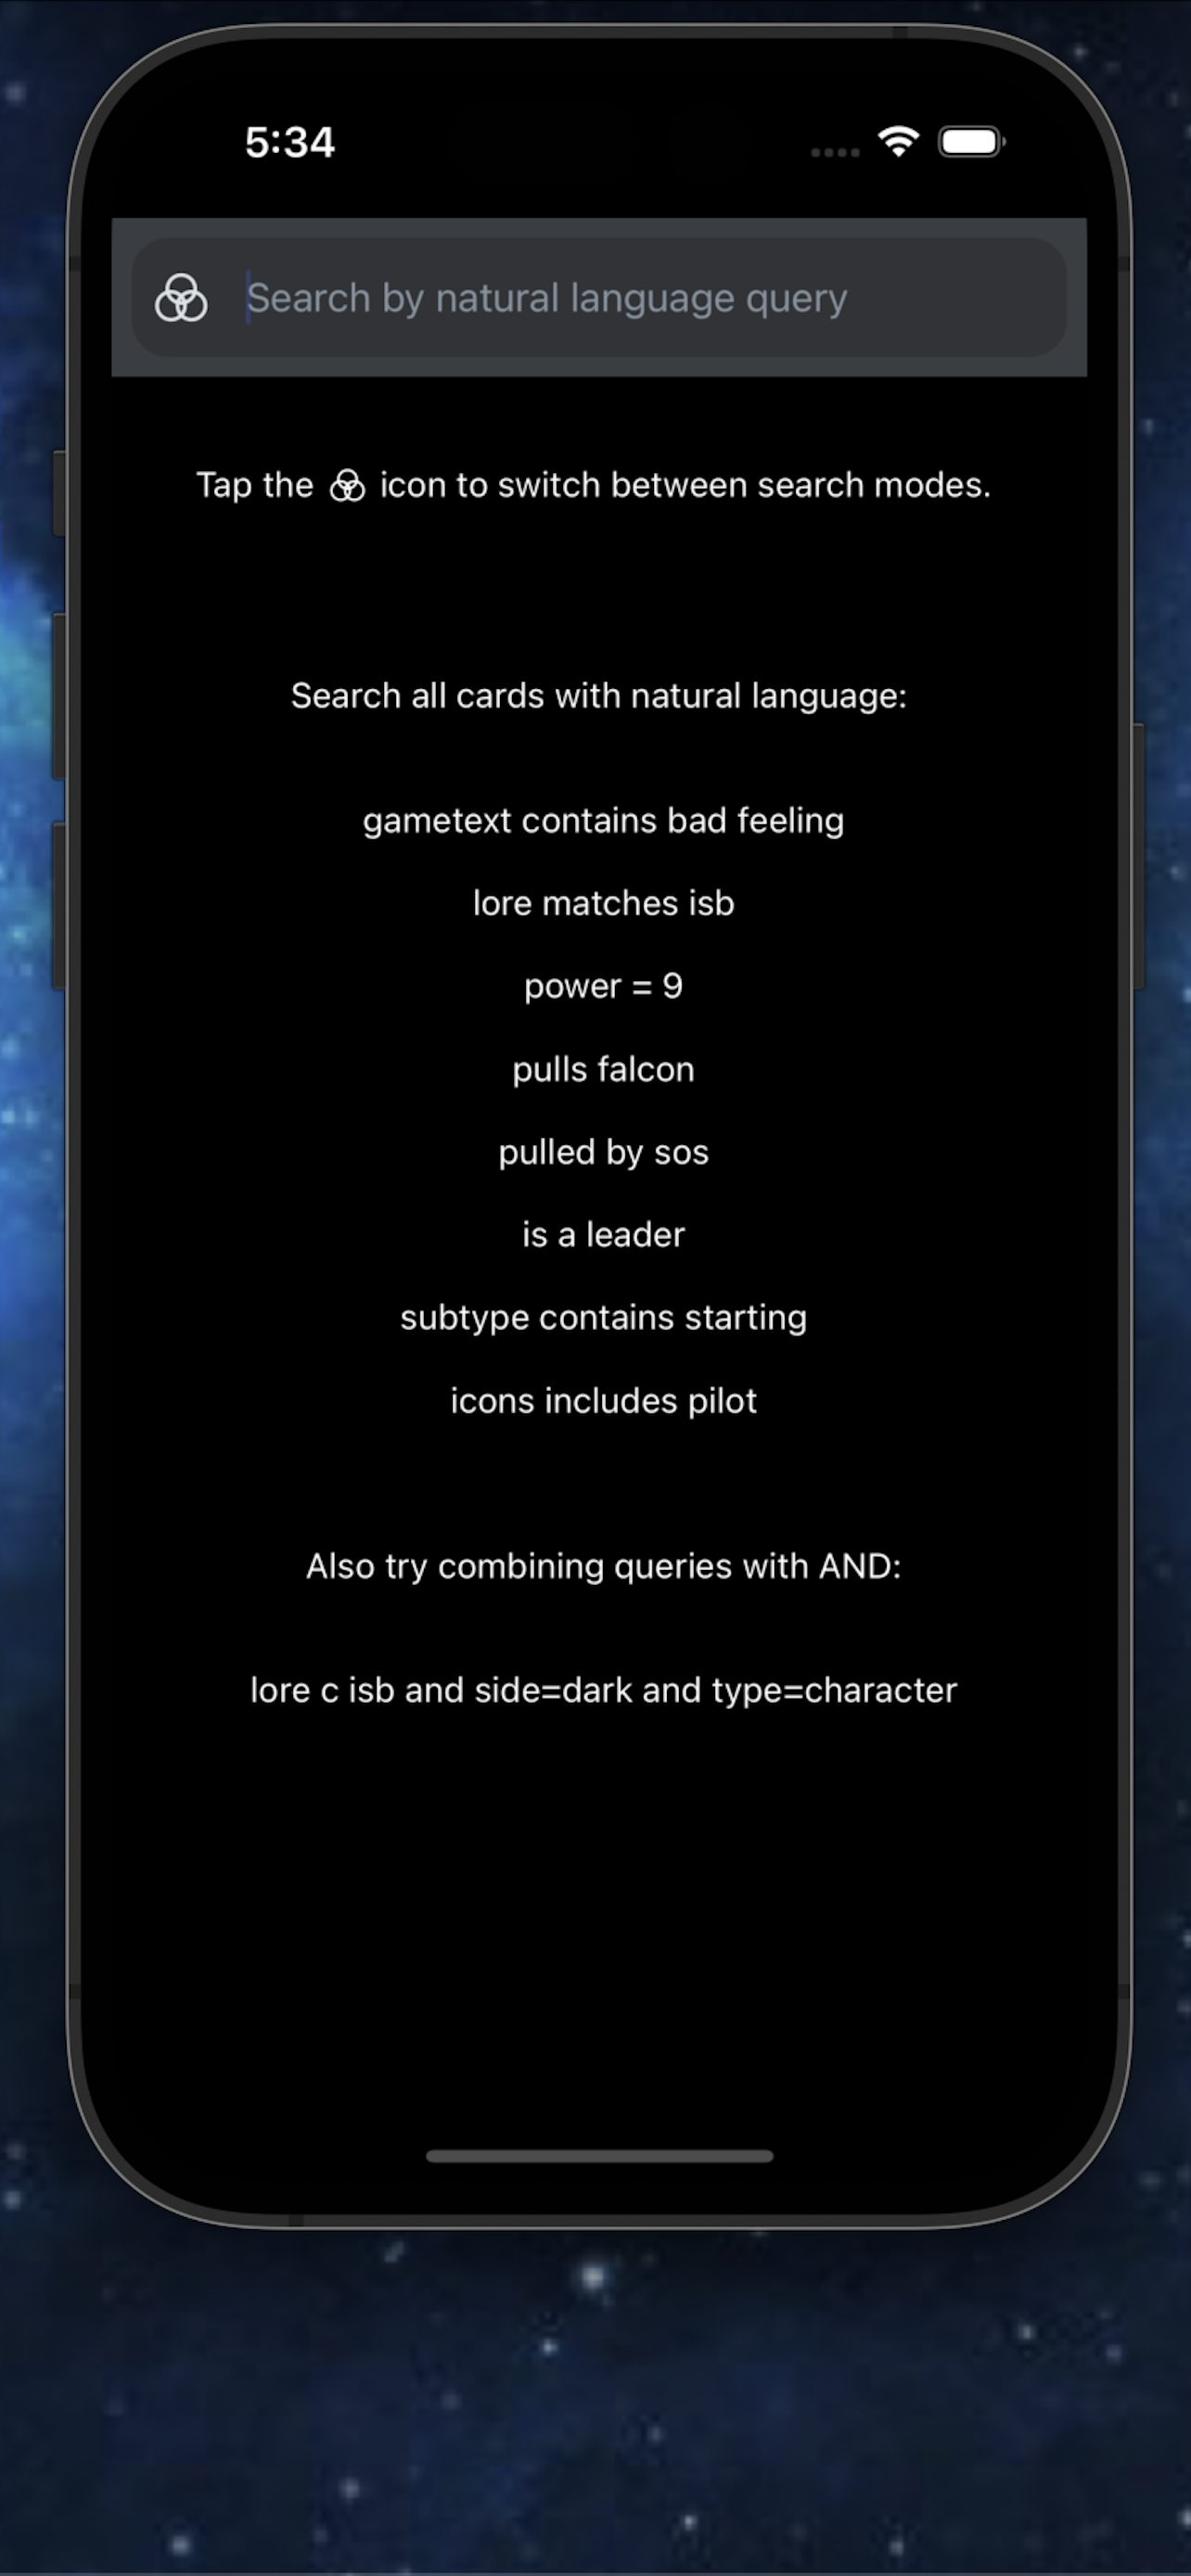 5:34
Search by natural language query
Tap the icon to switch between search modes.
Search all cards with natural language:
gametext contains bad feeling
lore matches isb
power = 9
pulls falcon
pulled by sos
is a leader
subtype contains starting
icons includes pilot
Also try combining queries with AND:
lore c isb and side=dark and type=character